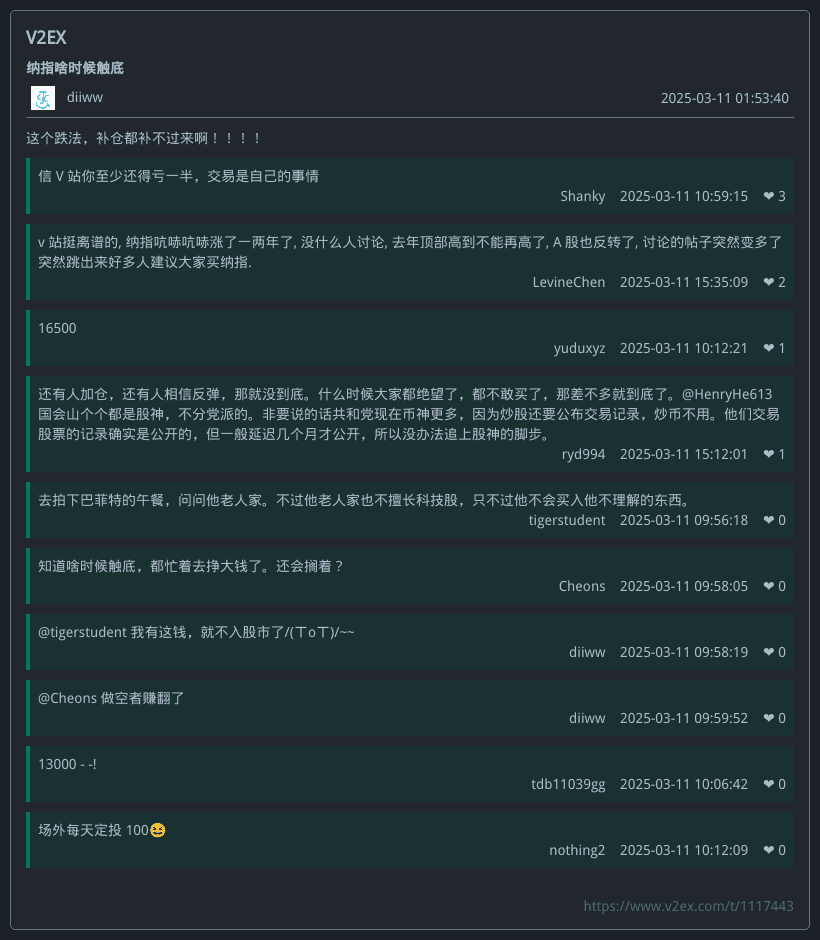 V2EX
纳指啥时候触底
diiww 2025-03-11 01:53:40
这个跌法，补仓都补不过来啊！！！！
信 V 站你至少还得亏一半，交易是自己的事情
Shanky 2025-03-11 10:59:15 ❤ 3
v 站挺离谱的, 纳指吭哧吭哧涨了一两年了, 没什么人讨论, 去年顶部高到不能再高了, A 股也反转了, 讨论的帖子突然变多了
突然跳出来好多人建议大家买纳指.
LevineChen 2025-03-11 15:35:09 ❤ 2
16500
yuduxyz 2025-03-11 10:12:21 ❤ 1
还有人加仓，还有人相信反弹，那就没到底。什么时候大家都绝望了，都不敢买了，那差不多就到底了。@HenryHe613
国会山个个都是股神，不分党派的。非要说的话共和党现在币神更多，因为炒股还要公布交易记录，炒币不用。他们交易
股票的记录确实是公开的，但一般延迟几个月才公开，所以没办法追上股神的脚步。
ryd994 2025-03-11 15:12:01 ❤ 1
去拍下巴菲特的午餐，问问他老人家。不过他老人家也不擅长科技股，只不过他不会买入他不理解的东西。
tigerstudent 2025-03-11 09:56:18 ❤ 0
知道啥时候触底，都忙着去挣大钱了。还会搁着？
Cheons 2025-03-11 09:58:05 ❤ 0
@tigerstudent 我有这钱，就不入股市了/(ㄒoㄒ)/~~
diiww 2025-03-11 09:58:19 ❤ 0
@Cheons 做空者赚翻了
diiww 2025-03-11 09:59:52 ❤ 0
13000 - -!
tdb11039gg 2025-03-11 10:06:42 ❤ 0
场外每天定投 100😆
nothing2 2025-03-11 10:12:09 ❤ 0
https://www.v2ex.com/t/1117443